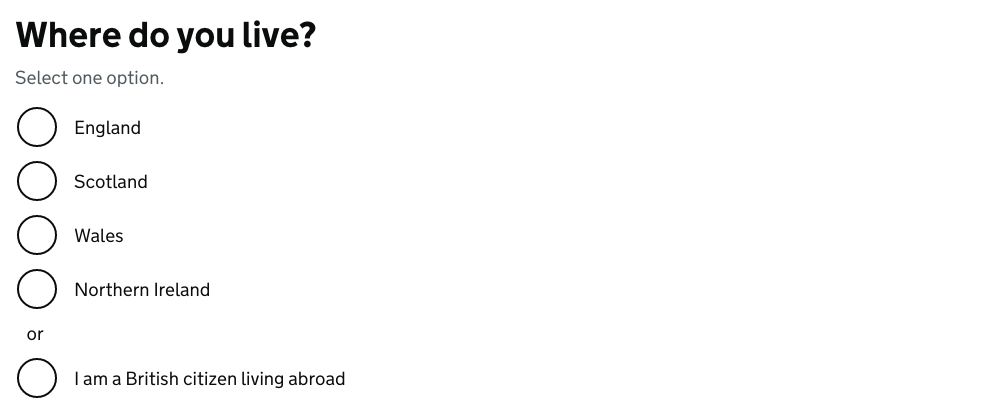 Where do you live?
Select one option.
England
Scotland
Wales
Northern Ireland
or
I am a British citizen living abroad